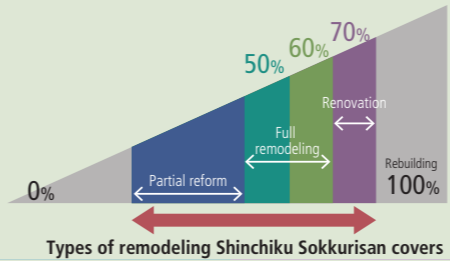 70%
60%
50%
Renovation
Full
remodeling
Partial reform
Rebuilding
100%
0%
Types of remodeling Shinchiku Sokkurisan covers